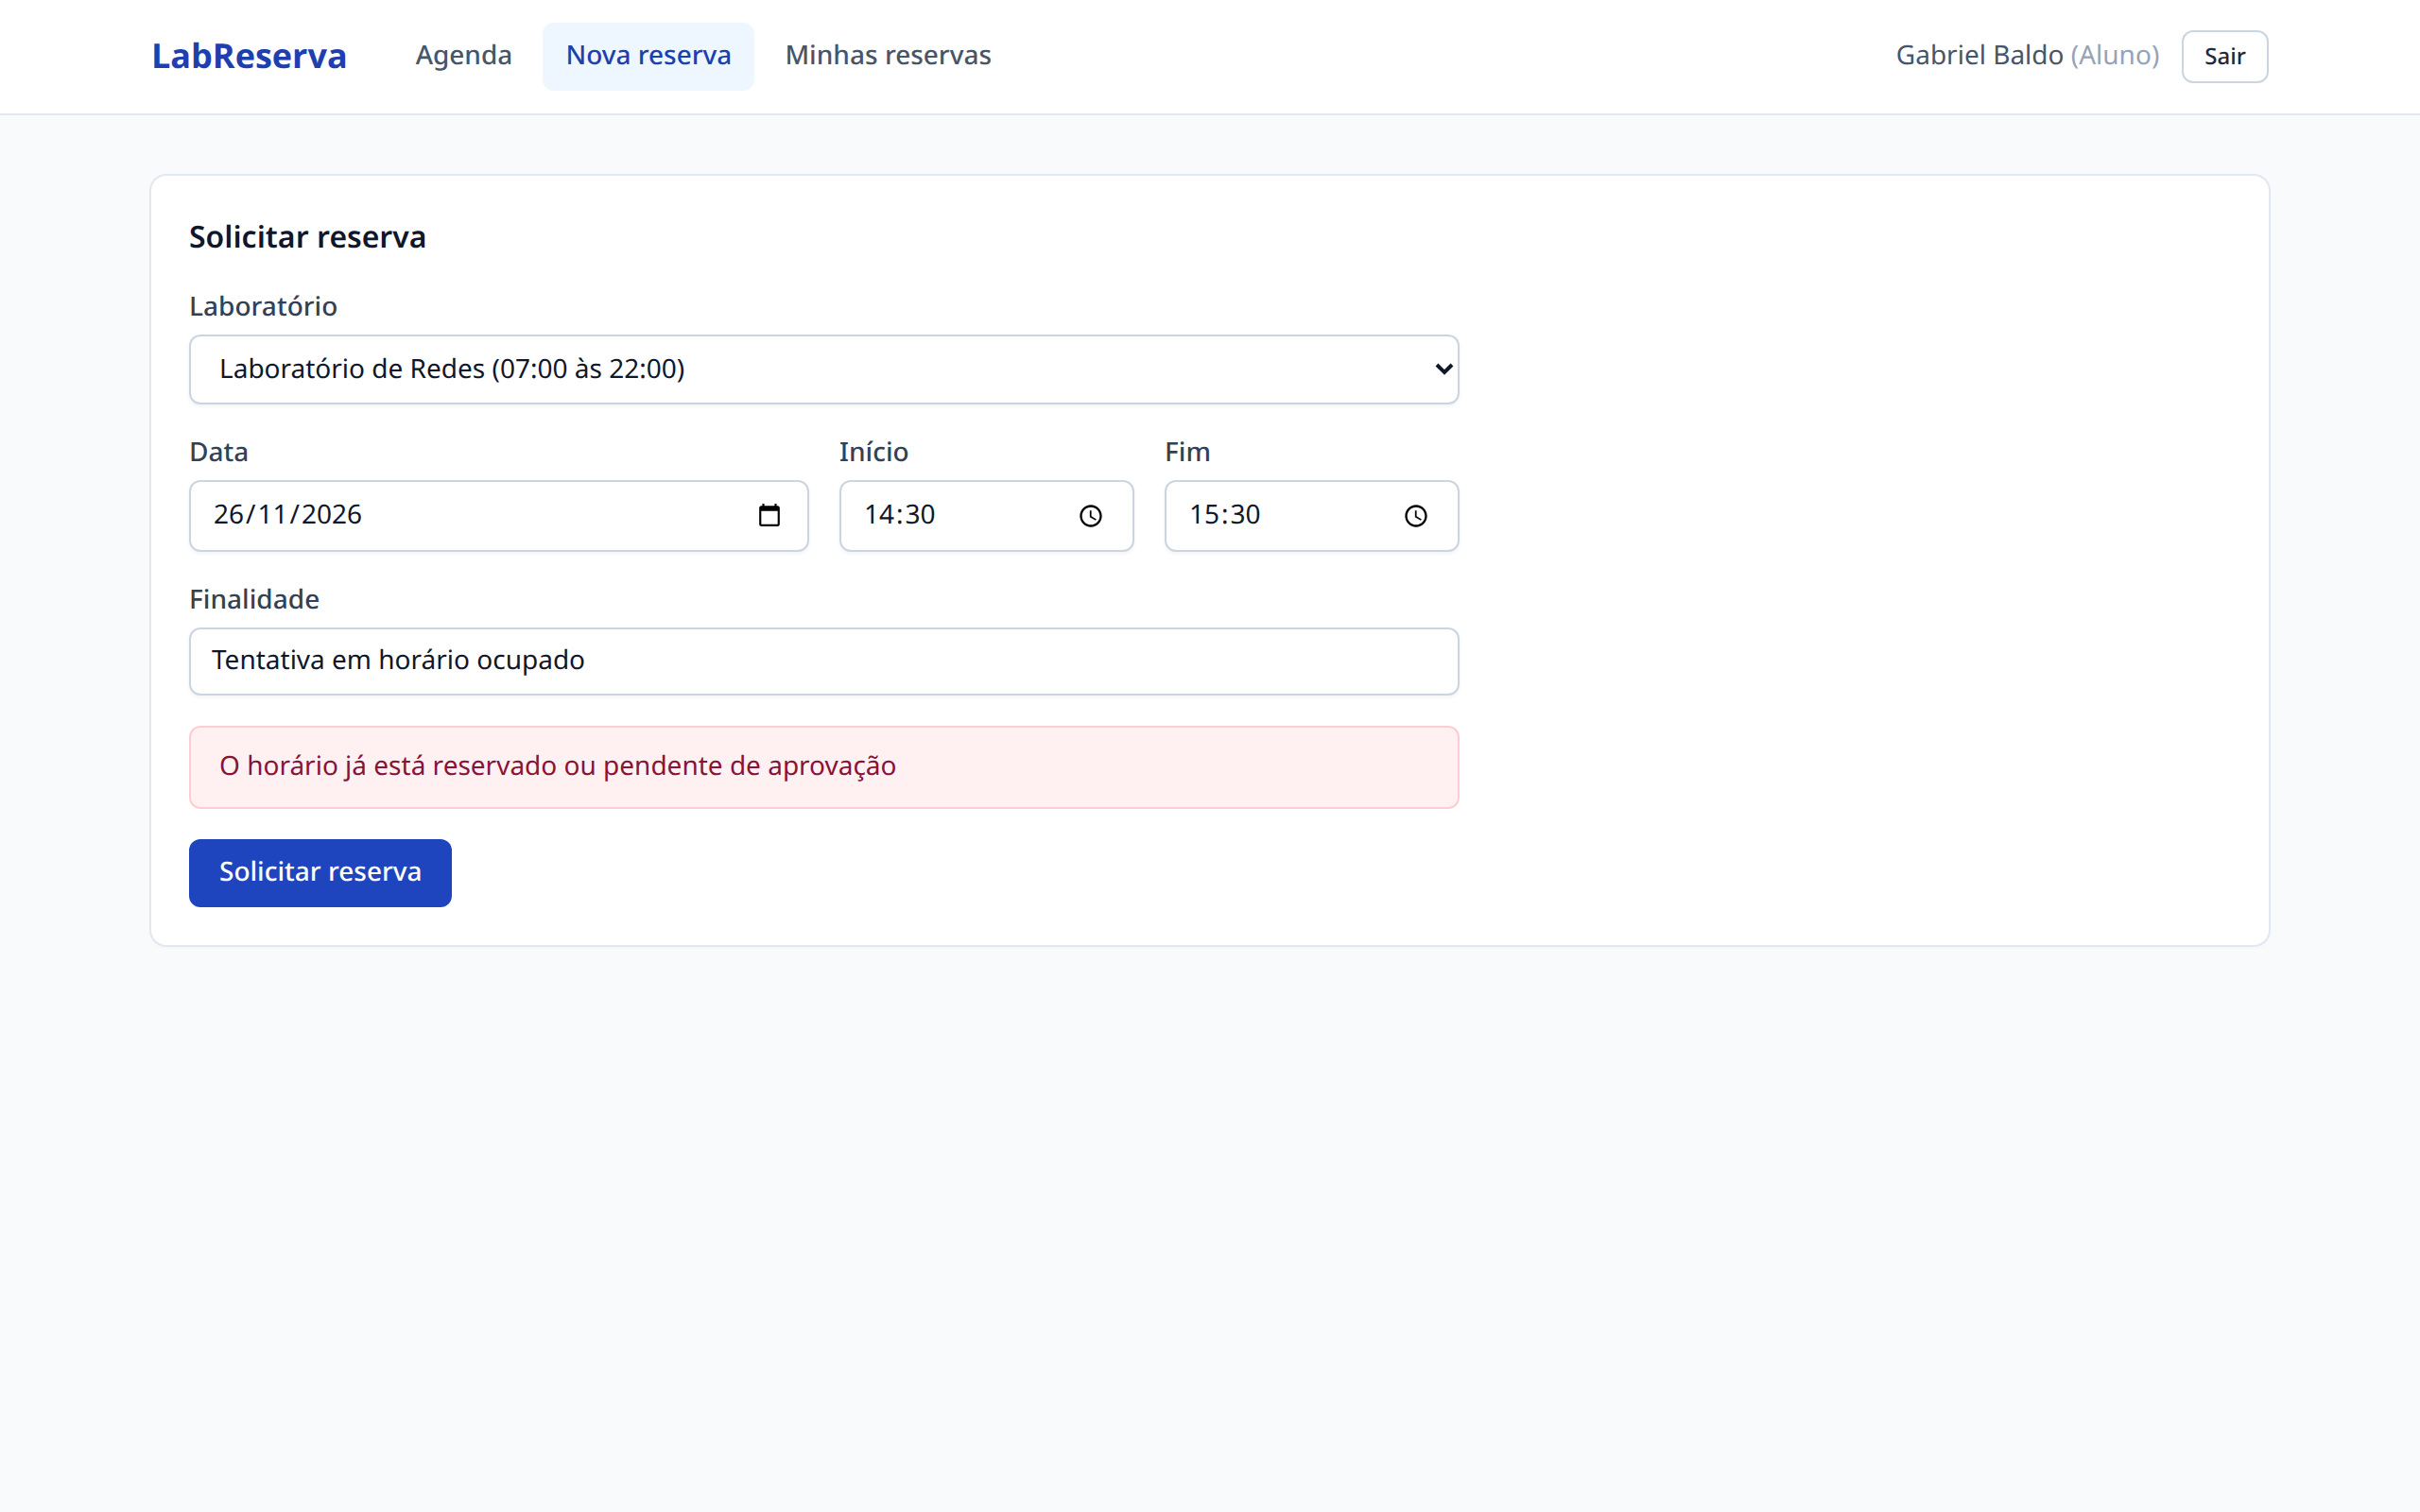 LabReserva Agenda Nova reserva Minhas reservas Gabriel Baldo (Aluno) Sair
Solicitar reserva
Laboratório
Laboratório de Redes (07:00 às 22:00)
Data Início Fim
26/11/2026 14:30 15:30
Finalidade
Tentativa em horário ocupado
O horário já está reservado ou pendente de aprovação
Solicitar reserva